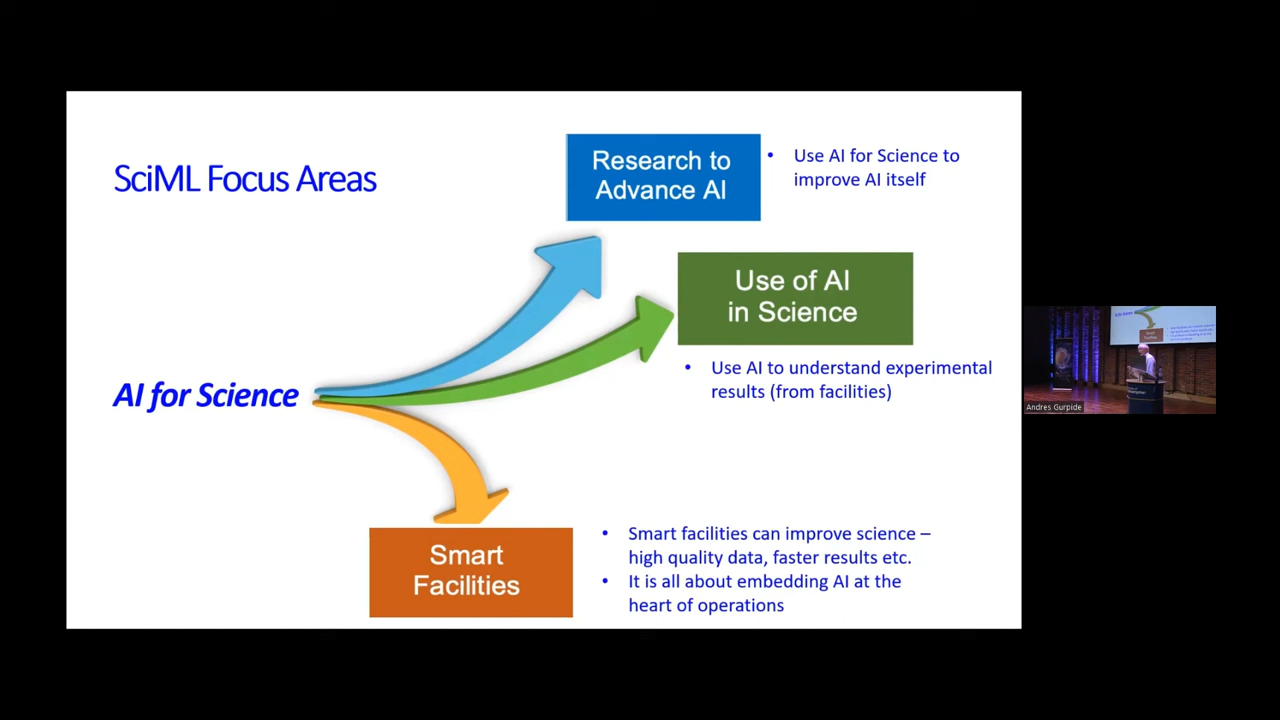 SciML Focus Areas
Research to
Advance AI
• Use AI for Science to
improve AI itself
Use of AI
in Science
• Use AI to understand experimental
results (from facilities)
AI for Science
Smart
Facilities
• Smart facilities can improve science –
high quality data, faster results etc.
• It is all about embedding AI at the
heart of operations
Andres Gurpide